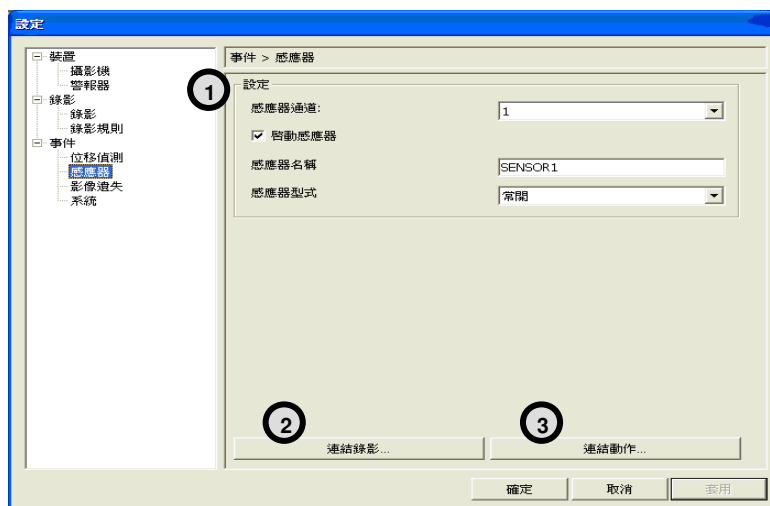 設定
裝置
攝影機
警報器
錄影
錄影
錄影規則
事件
位移偵測
感應器
影像遺失
系統
事件 > 感應器
1
設定
感應器通道:
1
啓動感應器
感應器名稱
SENSOR1
感應器型式
常開
2
3
連結錄影...
連結動作...
確定
取消
套用